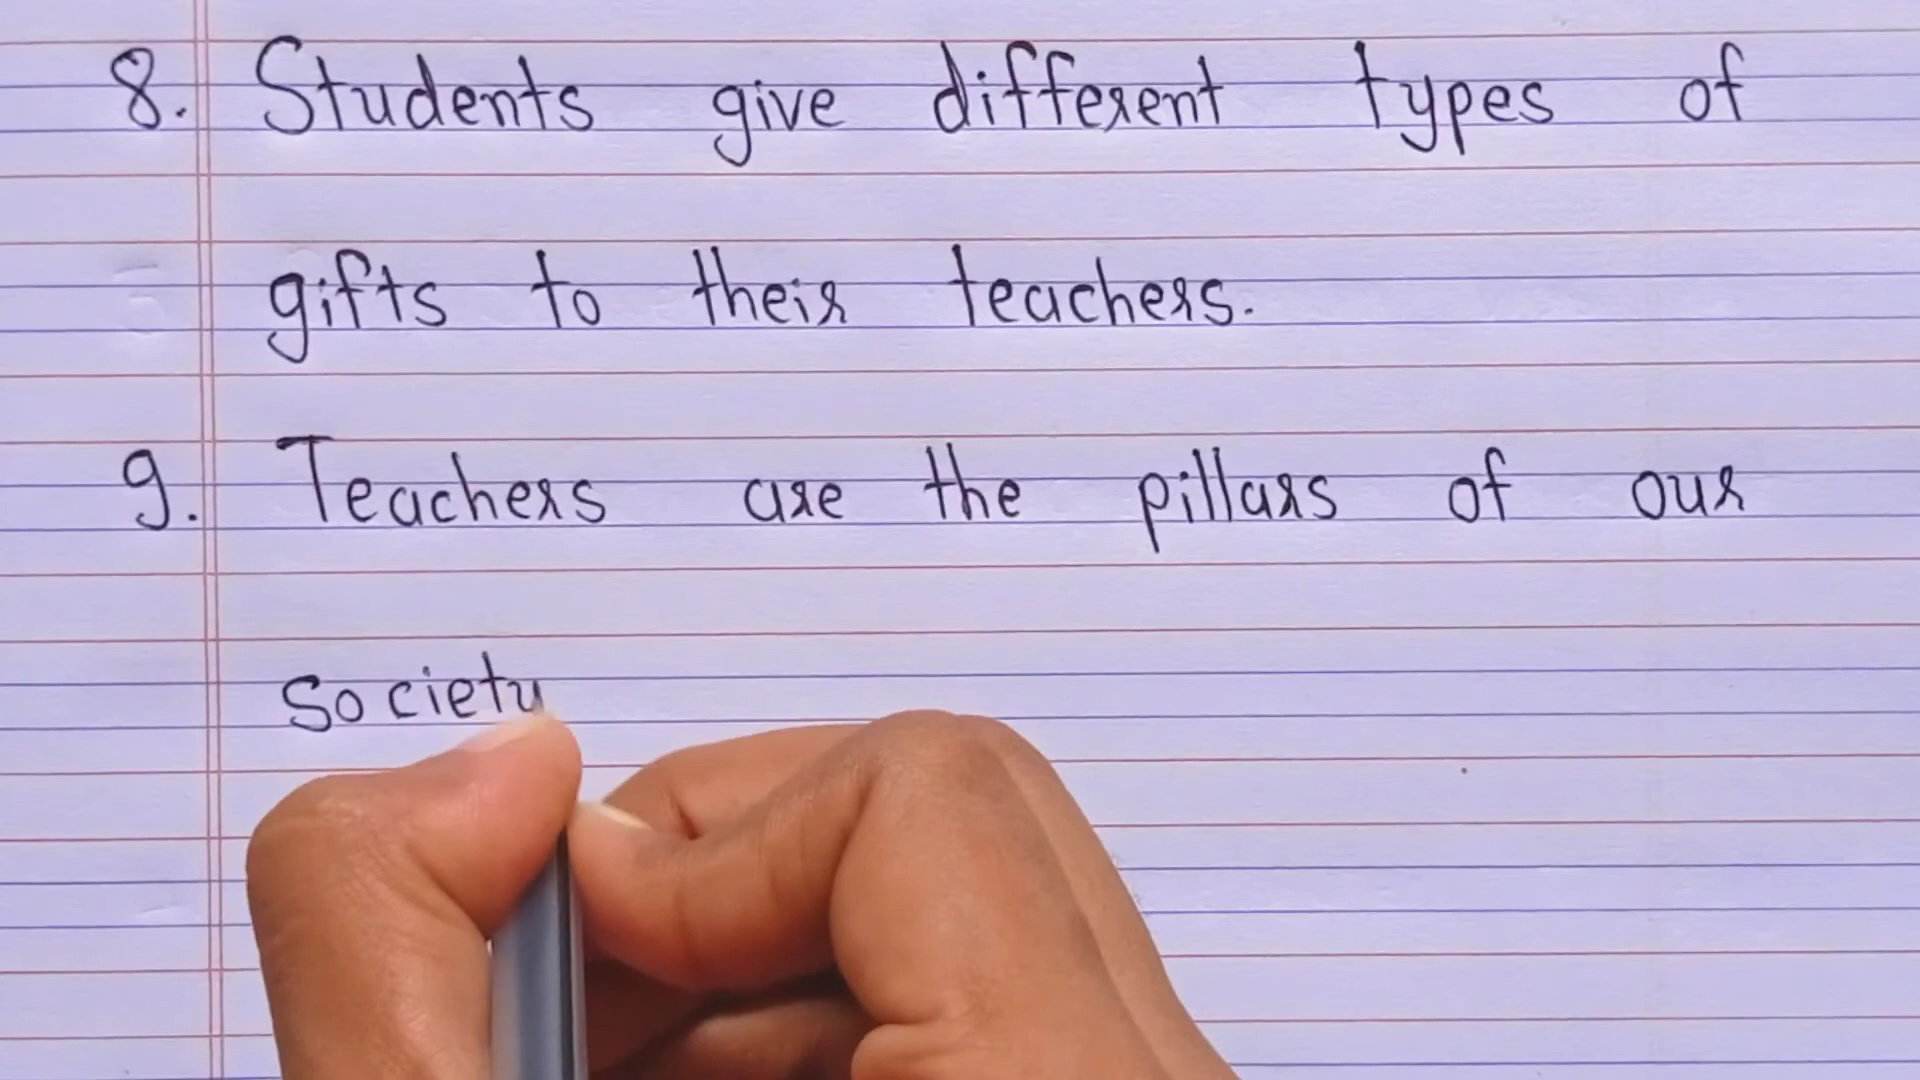 8. Students give different types of
gifts to their teachers.
9. Teachers are the pillars of our
society